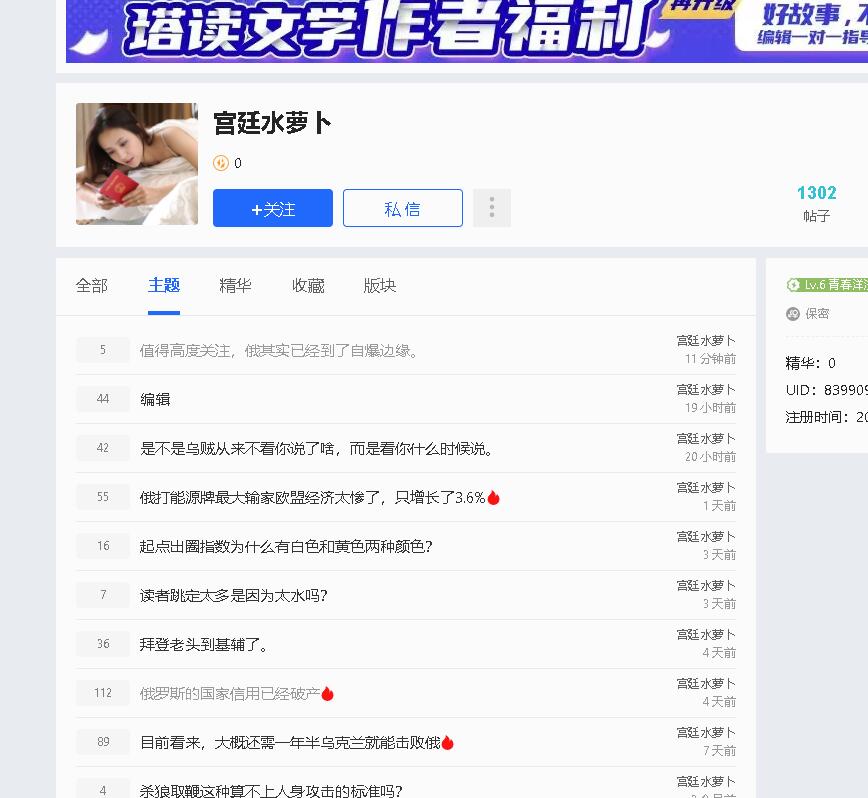 塔读文学作者福利
再升级
好故事,
编辑一对一指
宫廷水萝卜
0
+关注
私信
1302
帖子
全部
主题
精华
收藏
版块
5
值得高度关注，俄其实已经到了自爆边缘。
宫廷水萝卜
11 分钟前
44
编辑
宫廷水萝卜
19 小时前
42
是不是乌贼从来不看你说了啥，而是看你什么时候说。
宫廷水萝卜
20 小时前
55
俄打能源牌最大输家欧盟经济太惨了，只增长了3.6%
宫廷水萝卜
1 天前
16
起点出圈指数为什么有白色和黄色两种颜色?
宫廷水萝卜
3 天前
7
读者跳定太多是因为太水吗?
宫廷水萝卜
3 天前
36
拜登老头到基辅了。
宫廷水萝卜
4 天前
112
俄罗斯的国家信用已经破产
宫廷水萝卜
4 天前
89
目前看来，大概还需一年半乌克兰就能击败俄
宫廷水萝卜
7 天前
4
杀狼取鞭这种算不上人身攻击的标准吗?
宫廷水萝卜
Lv.6 青春洋
保密
精华：0
UID：83990
注册时间：20